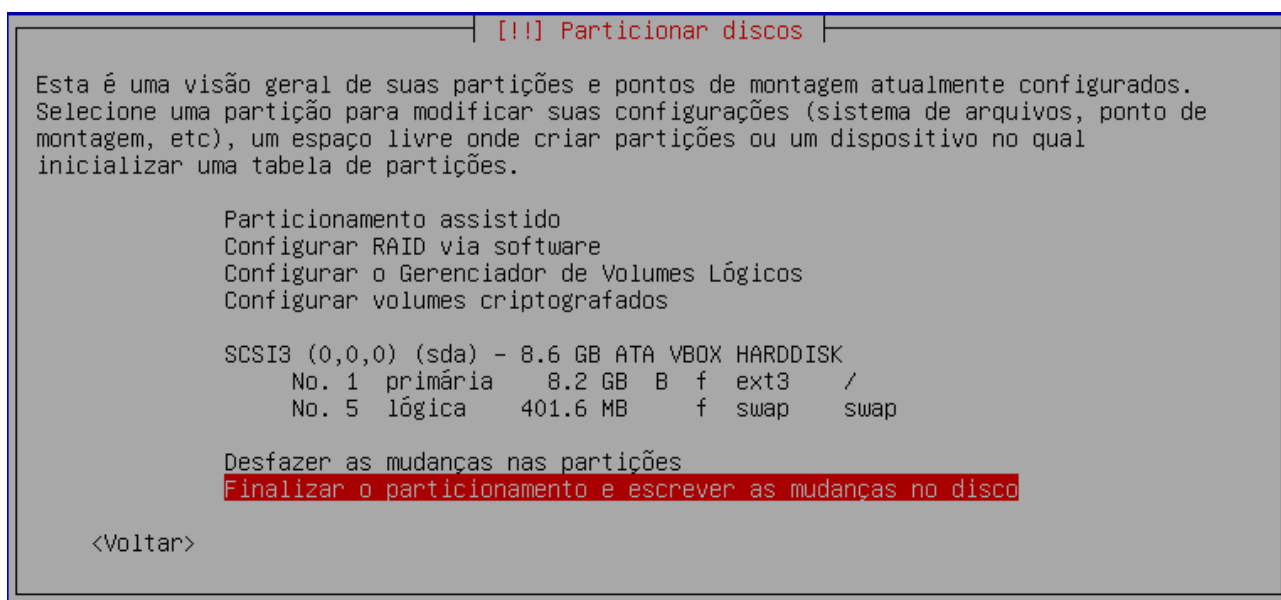 [!!] Particionar discos
Esta é uma visão geral de suas partições e pontos de montagem atualmente configurados.
Selecione uma partição para modificar suas configurações (sistema de arquivos, ponto de
montagem, etc), um espaço livre onde criar partições ou um dispositivo no qual
inicializar uma tabela de partições.
Particionamento assistido
Configurar RAID via software
Configurar o Gerenciador de Volumes Lógicos
Configurar volumes criptografados
SCSI3 (0,0,0) (sda) - 8.6 GB ATA VBOX HARDDISK
No. 1 primária 8.2 GB B f ext3 /
No. 5 lógica 401.6 MB f swap swap
Desfazer as mudanças nas partições
Finalizar o particionamento e escrever as mudanças no disco
<Voltar>